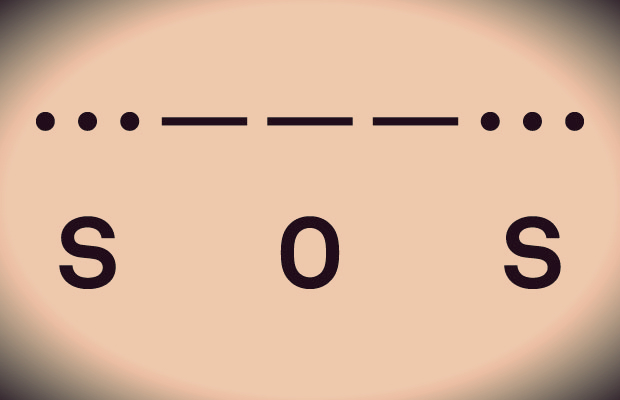 • • • — — — • • •
S O S